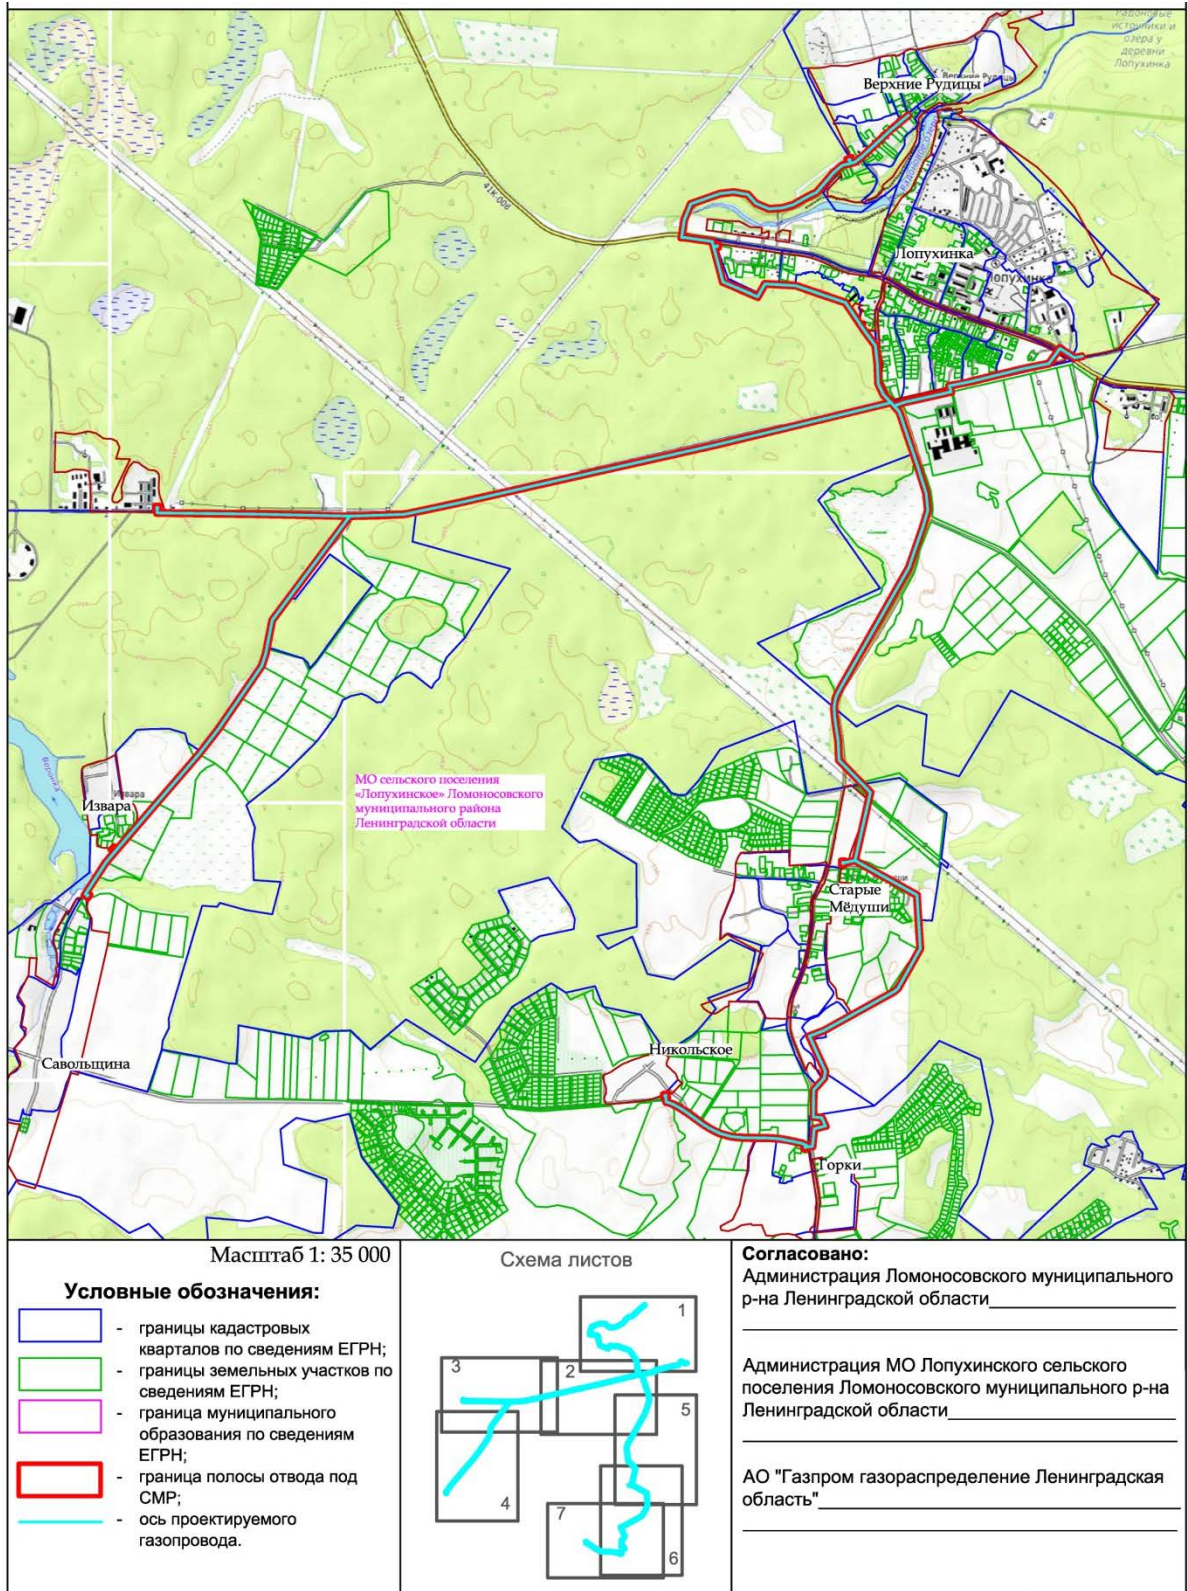 Радоновые
источники и
озера у
деревни
Лопухинка
Верхние Рудицы
Верхние Рудицы
41К-008
Лопухинка
Лопухинка
МО сельского поселения
«Лопухинское» Ломоносовского
муниципального района
Ленинградской области
Воронка
Извара
Извара
Старые
Мёдуши
Никольское
Савольщина
Горки
Масштаб 1: 35 000
Условные обозначения:
- границы кадастровых
кварталов по сведениям ЕГРН;
- границы земельных участков по
сведениям ЕГРН;
- граница муниципального
образования по сведениям
ЕГРН;
- граница полосы отвода под
СМР;
- ось проектируемого
газопровода.
Схема листов
1
2
3
4
5
6
7
Согласовано:
Администрация Ломоносовского муниципального
р-на Ленинградской области
Администрация МО Лопухинского сельского
поселения Ломоносовского муниципального р-на
Ленинградской области
АО "Газпром газораспределение Ленинградская
область"